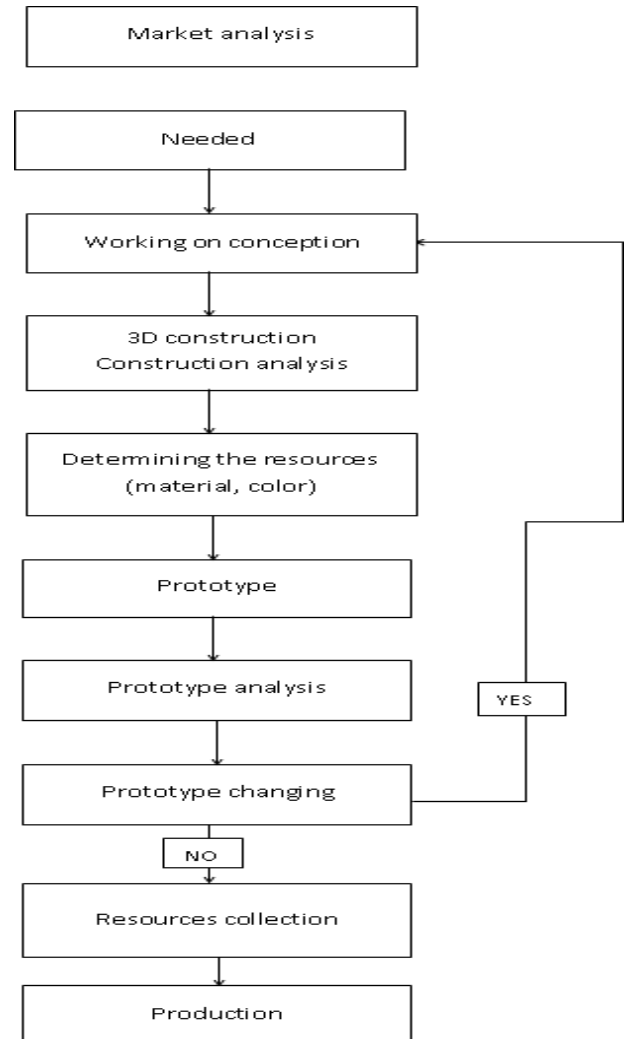 Market analysis
Needed
Working on conception
3D construction
Construction analysis
Determining the resources
(material, color)
Prototype
Prototype analysis
YES
Prototype changing
NO
Resources collection
Production